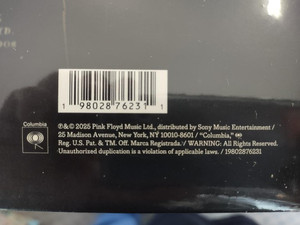 1 98028 76231 1
Columbia
℗&© 2025 Pink Floyd Music Ltd., distributed by Sony Music Entertainment /
25 Madison Avenue, New York, NY 10010-8601 / "Columbia,"
Reg. U.S. Pat. & TM. Off. Marca Registrada. / WARNING: All Rights Reserved.
Unauthorized duplication is a violation of applicable laws. / 19802876231